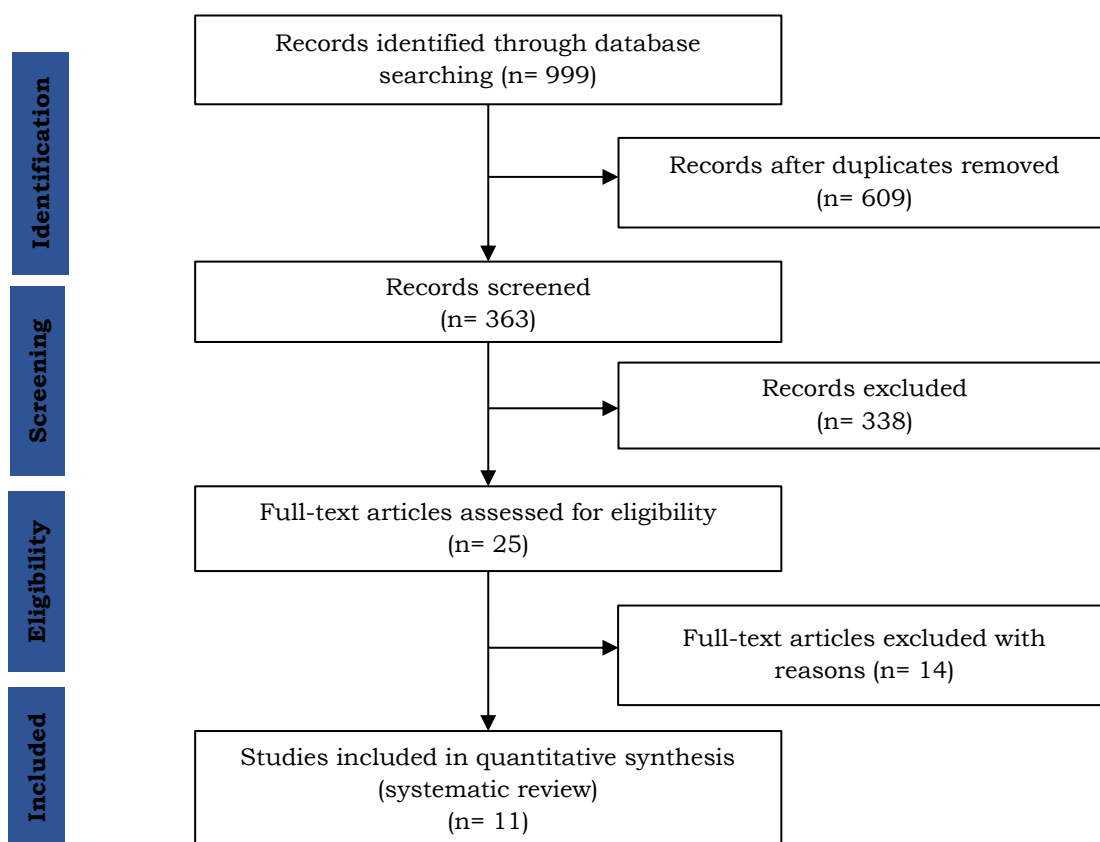 Records identified through database
searching (n= 999)
Identification
Records after duplicates removed
(n= 609)
Records screened
(n= 363)
Screening
Records excluded
(n= 338)
Full-text articles assessed for eligibility
(n= 25)
Eligibility
Full-text articles excluded with
reasons (n= 14)
Included
Studies included in quantitative synthesis
(systematic review)
(n= 11)